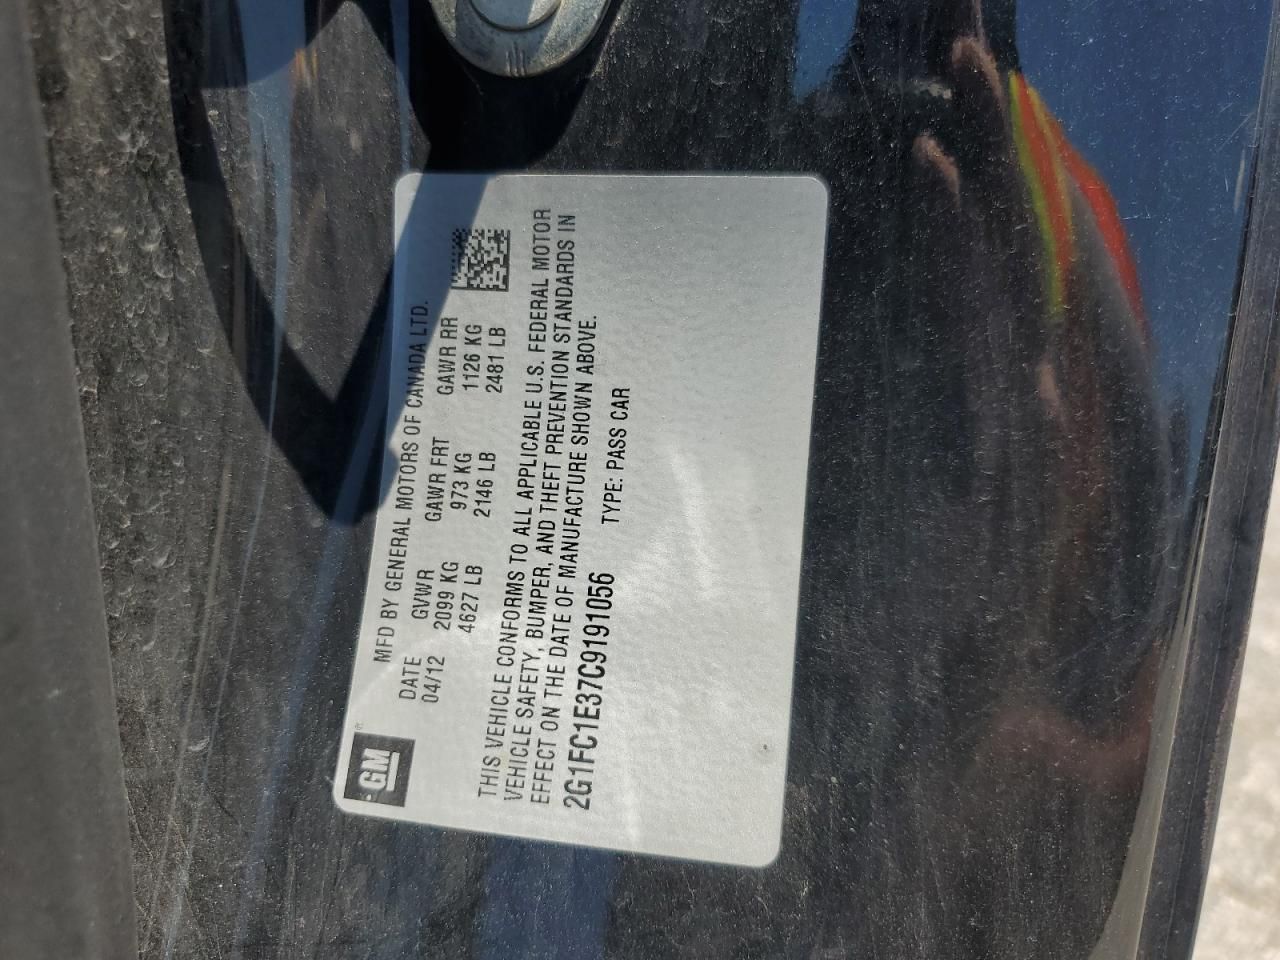 GM
MFD BY GENERAL MOTORS OF CANADA LTD.
DATE GVWR GAWR FRT GAWR RR
04/12 2099 KG 973 KG 1126 KG
4627 LB 2146 LB 2481 LB
THIS VEHICLE CONFORMS TO ALL APPLICABLE U.S. FEDERAL MOTOR
VEHICLE SAFETY, BUMPER, AND THEFT PREVENTION STANDARDS IN
EFFECT ON THE DATE OF MANUFACTURE SHOWN ABOVE.
2G1FC1E37C9191056 TYPE: PASS CAR